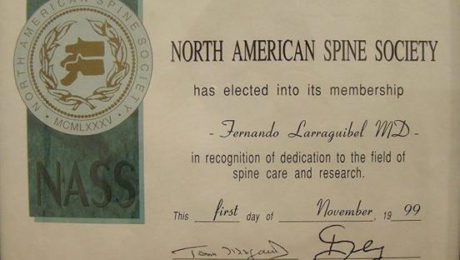 NORTH AMERICAN SPINE SOCIETY
• MCMLXXXV •
NASS
NORTH AMERICAN SPINE SOCIETY
has elected into its membership
- Fernando Larraguibel MD -
in recognition of dedication to the field of
spine care and research.
This first day of November, 1999